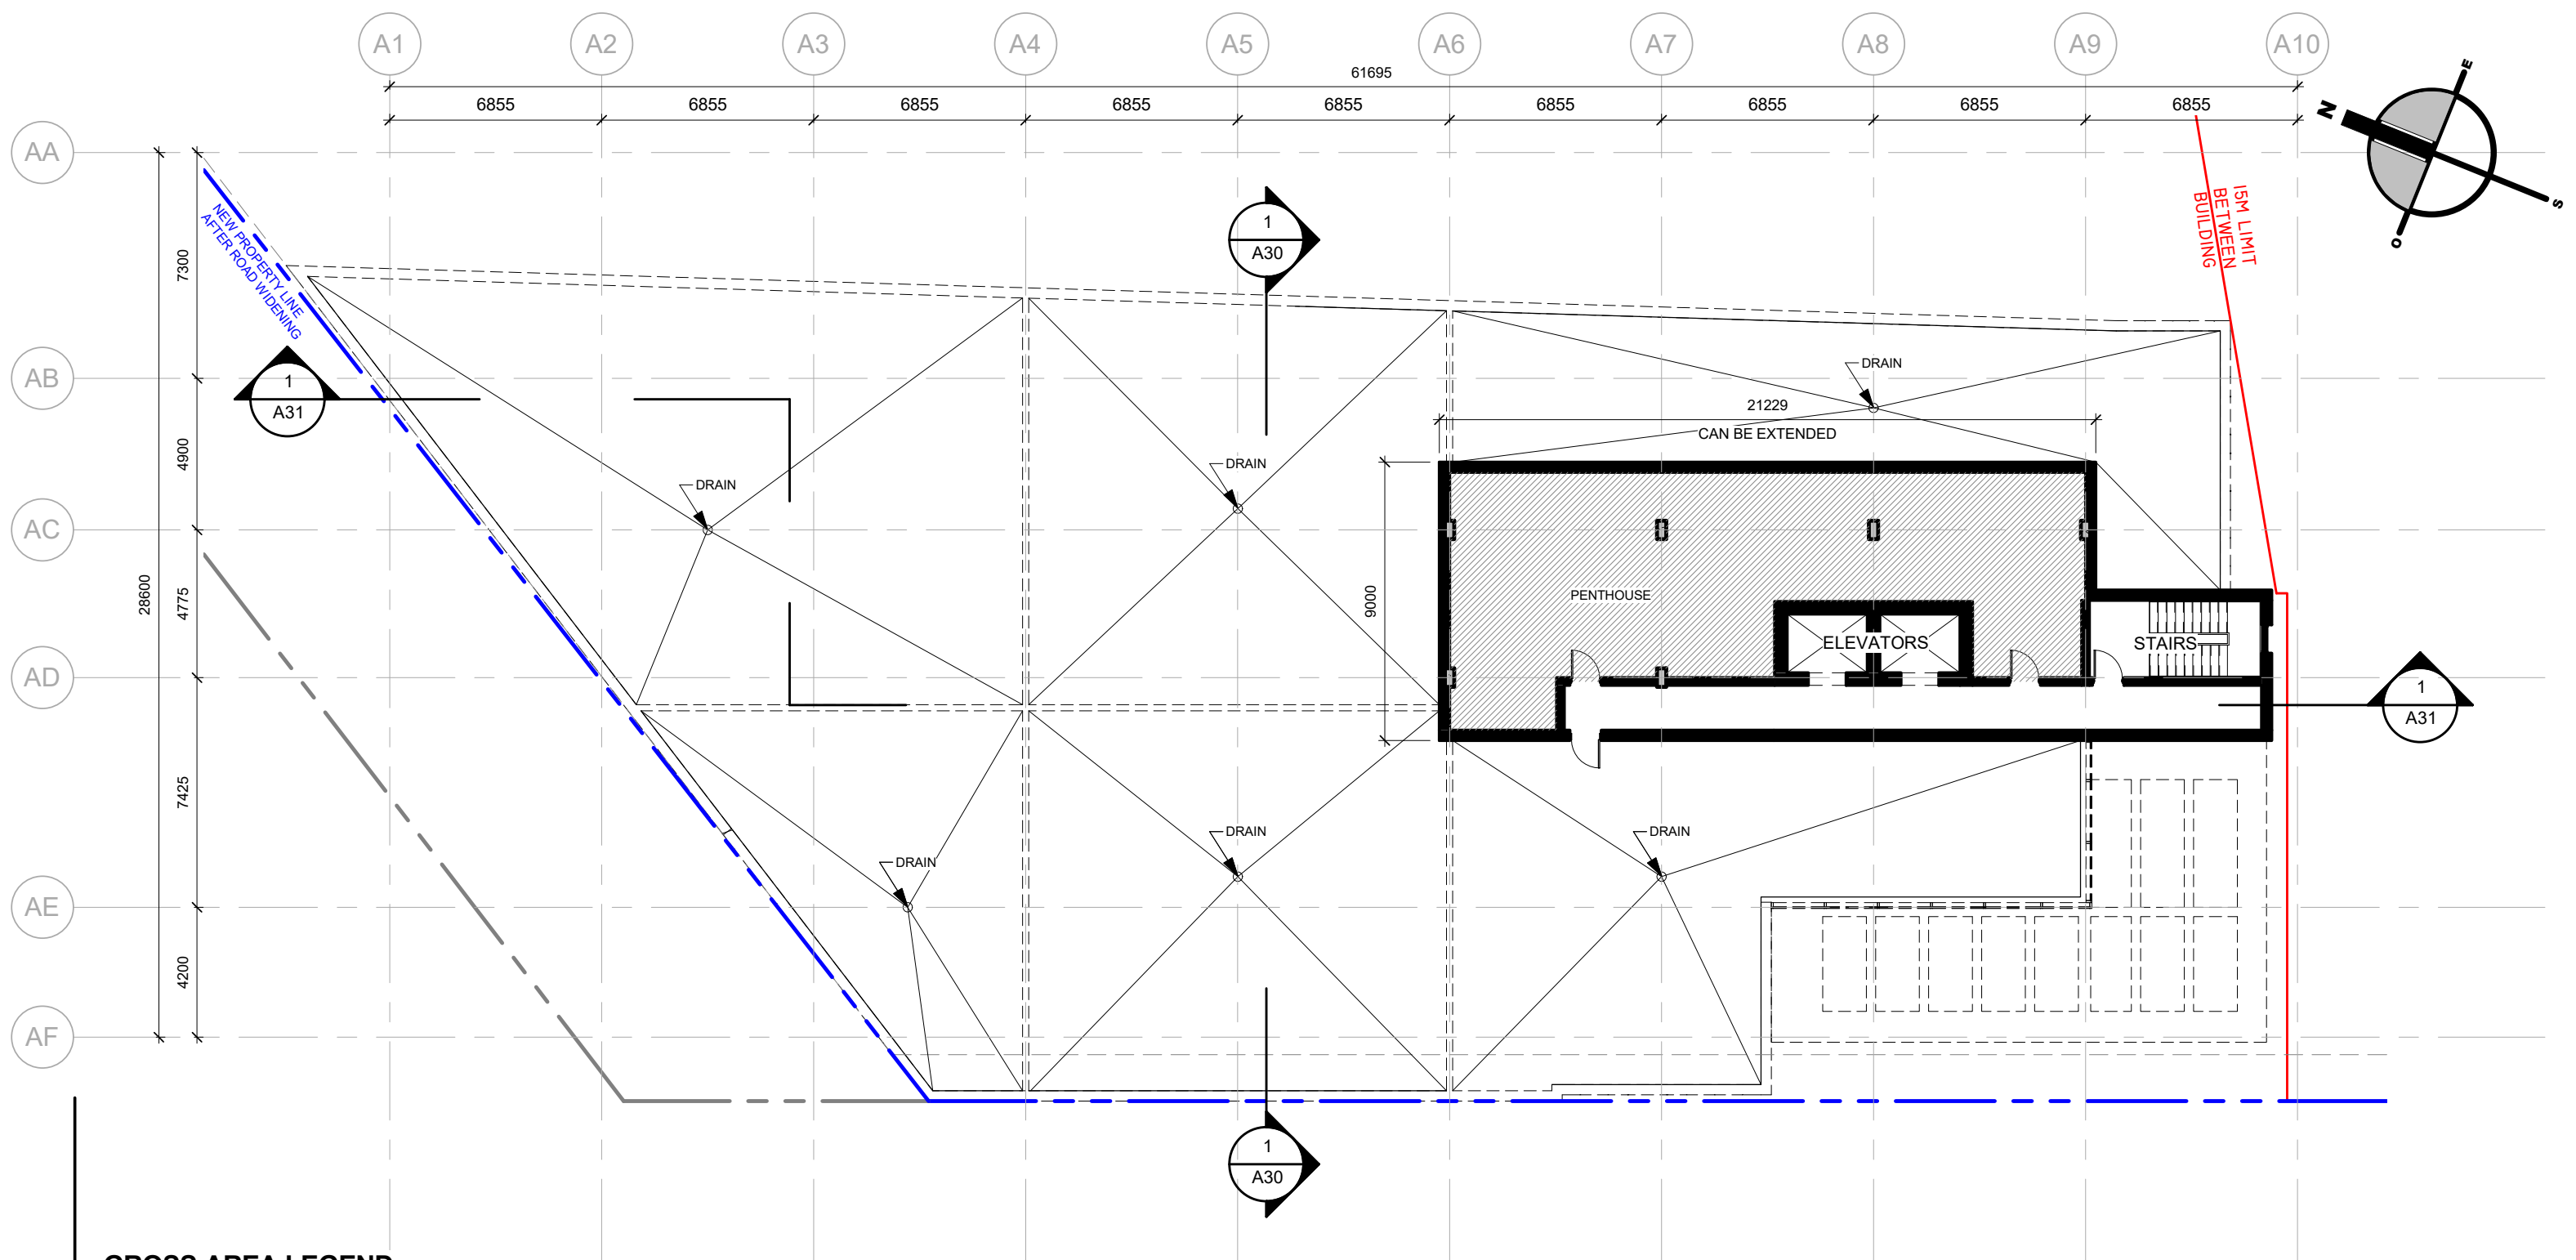 A1 A2 A3 A4 A5 A6 A7 A8 A9 A10
61695
6855 6855 6855 6855 6855 6855 6855 6855 6855
AA
AB
AC
AD
AE
AF
28600
7300
4900
4775
7425
4200
N
E
S
O
15M LIMIT
BETWEEN
BUILDING
NEW PROPERTY LINE
AFTER ROAD WIDENING
1
A30
1
A31
DRAIN
21229
CAN BE EXTENDED
DRAIN
DRAIN
9000
PENTHOUSE
ELEVATORS
STAIRS
1
A31
DRAIN
DRAIN
DRAIN
1
A30
GROSS AREA LEGEND